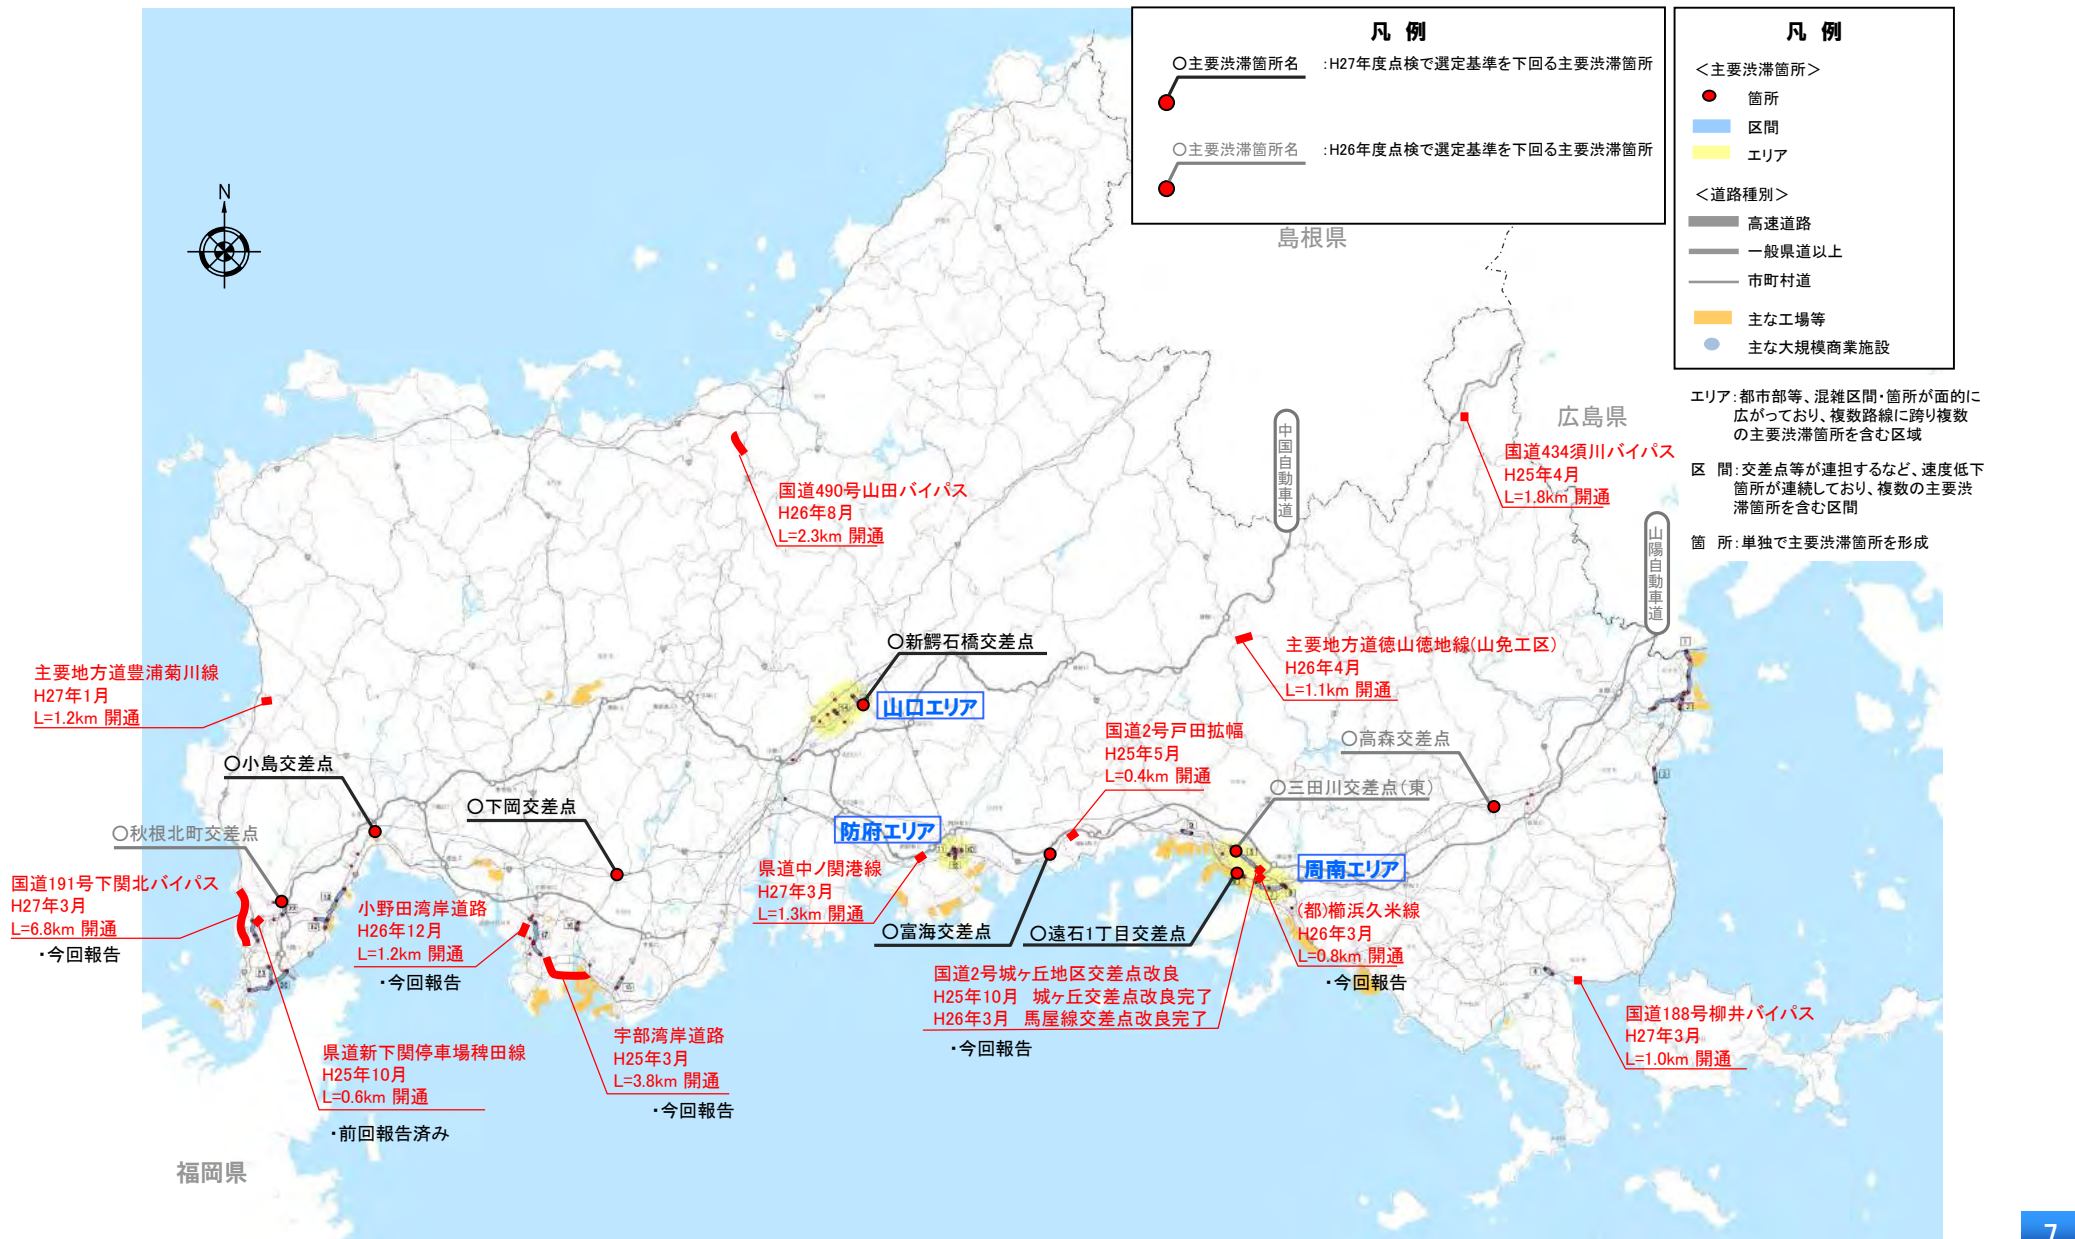 凡 例
○主要渋滞箇所名 :H27年度点検で選定基準を下回る主要渋滞箇所
○主要渋滞箇所名 :H26年度点検で選定基準を下回る主要渋滞箇所
凡 例
＜主要渋滞箇所＞
箇所
区間
エリア
＜道路種別＞
高速道路
一般県道以上
市町村道
主な工場等
主な大規模商業施設
エリア:都市部等、混雑区間・箇所が面的に
広がっており、複数路線に跨り複数
の主要渋滞箇所を含む区域
区 間:交差点等が連担するなど、速度低下
箇所が連続しており、複数の主要渋
滞箇所を含む区間
箇 所:単独で主要渋滞箇所を形成
N
島根県
広島県
福岡県
中国自動車道
山陽自動車道
国道434須川バイパス
H25年4月
L=1.8km 開通
国道490号山田バイパス
H26年8月
L=2.3km 開通
○新鰐石橋交差点
山口エリア
主要地方道徳山徳地線(山免工区)
H26年4月
L=1.1km 開通
主要地方道豊浦菊川線
H27年1月
L=1.2km 開通
国道2号戸田拡幅
H25年5月
L=0.4km 開通
○高森交差点
○三田川交差点(東)
○小島交差点
○下岡交差点
○秋根北町交差点
防府エリア
周南エリア
県道中ノ関港線
H27年3月
L=1.3km 開通
国道191号下関北バイパス
H27年3月
L=6.8km 開通
・今回報告
小野田湾岸道路
H26年12月
L=1.2km 開通
・今回報告
○富海交差点
○遠石1丁目交差点
(都)櫛浜久米線
H26年3月
L=0.8km 開通
・今回報告
国道2号城ヶ丘地区交差点改良
H25年10月 城ヶ丘交差点改良完了
H26年3月 馬屋線交差点改良完了
・今回報告
国道188号柳井バイパス
H27年3月
L=1.0km 開通
宇部湾岸道路
H25年3月
L=3.8km 開通
・今回報告
県道新下関停車場稗田線
H25年10月
L=0.6km 開通
・前回報告済み
7